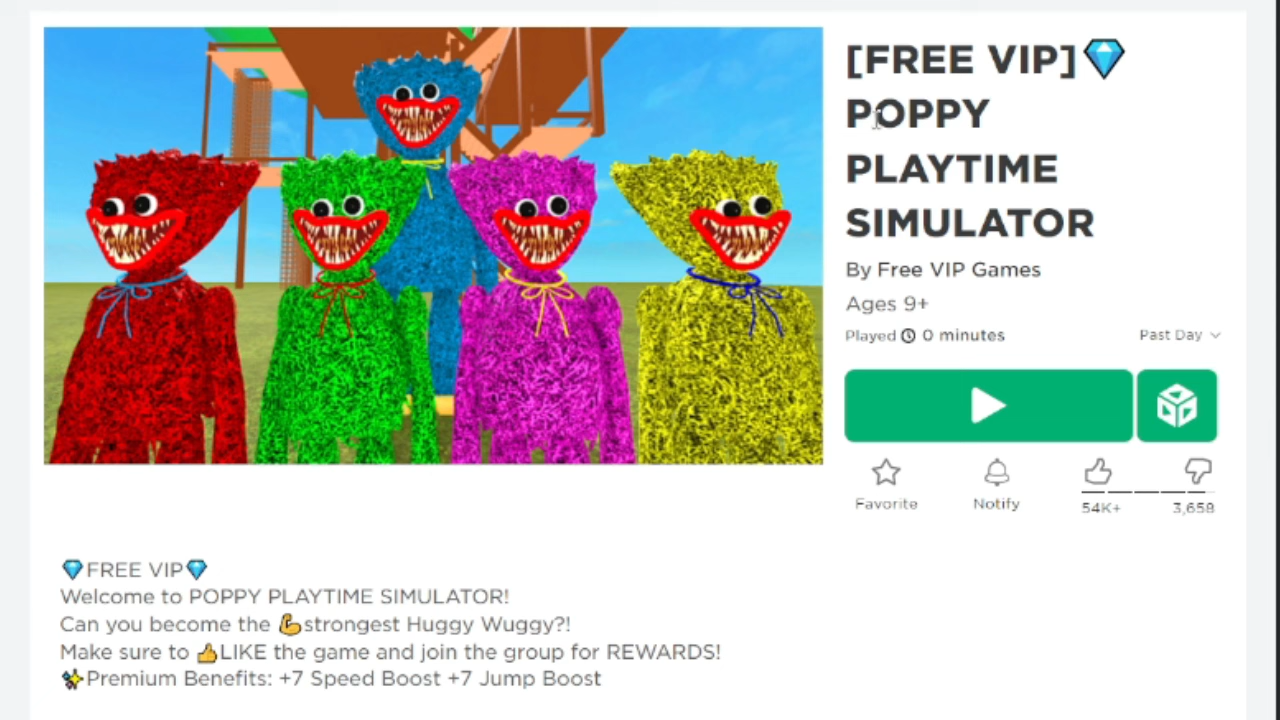 [FREE VIP]💎
POPPY
PLAYTIME
SIMULATOR
By Free VIP Games
Ages 9+
Played 0 minutes
Past Day
Favorite
Notify
54K+
3,658
💎FREE VIP💎
Welcome to POPPY PLAYTIME SIMULATOR!
Can you become the 💪strongest Huggy Wuggy?!
Make sure to 👍LIKE the game and join the group for REWARDS!
✨Premium Benefits: +7 Speed Boost +7 Jump Boost